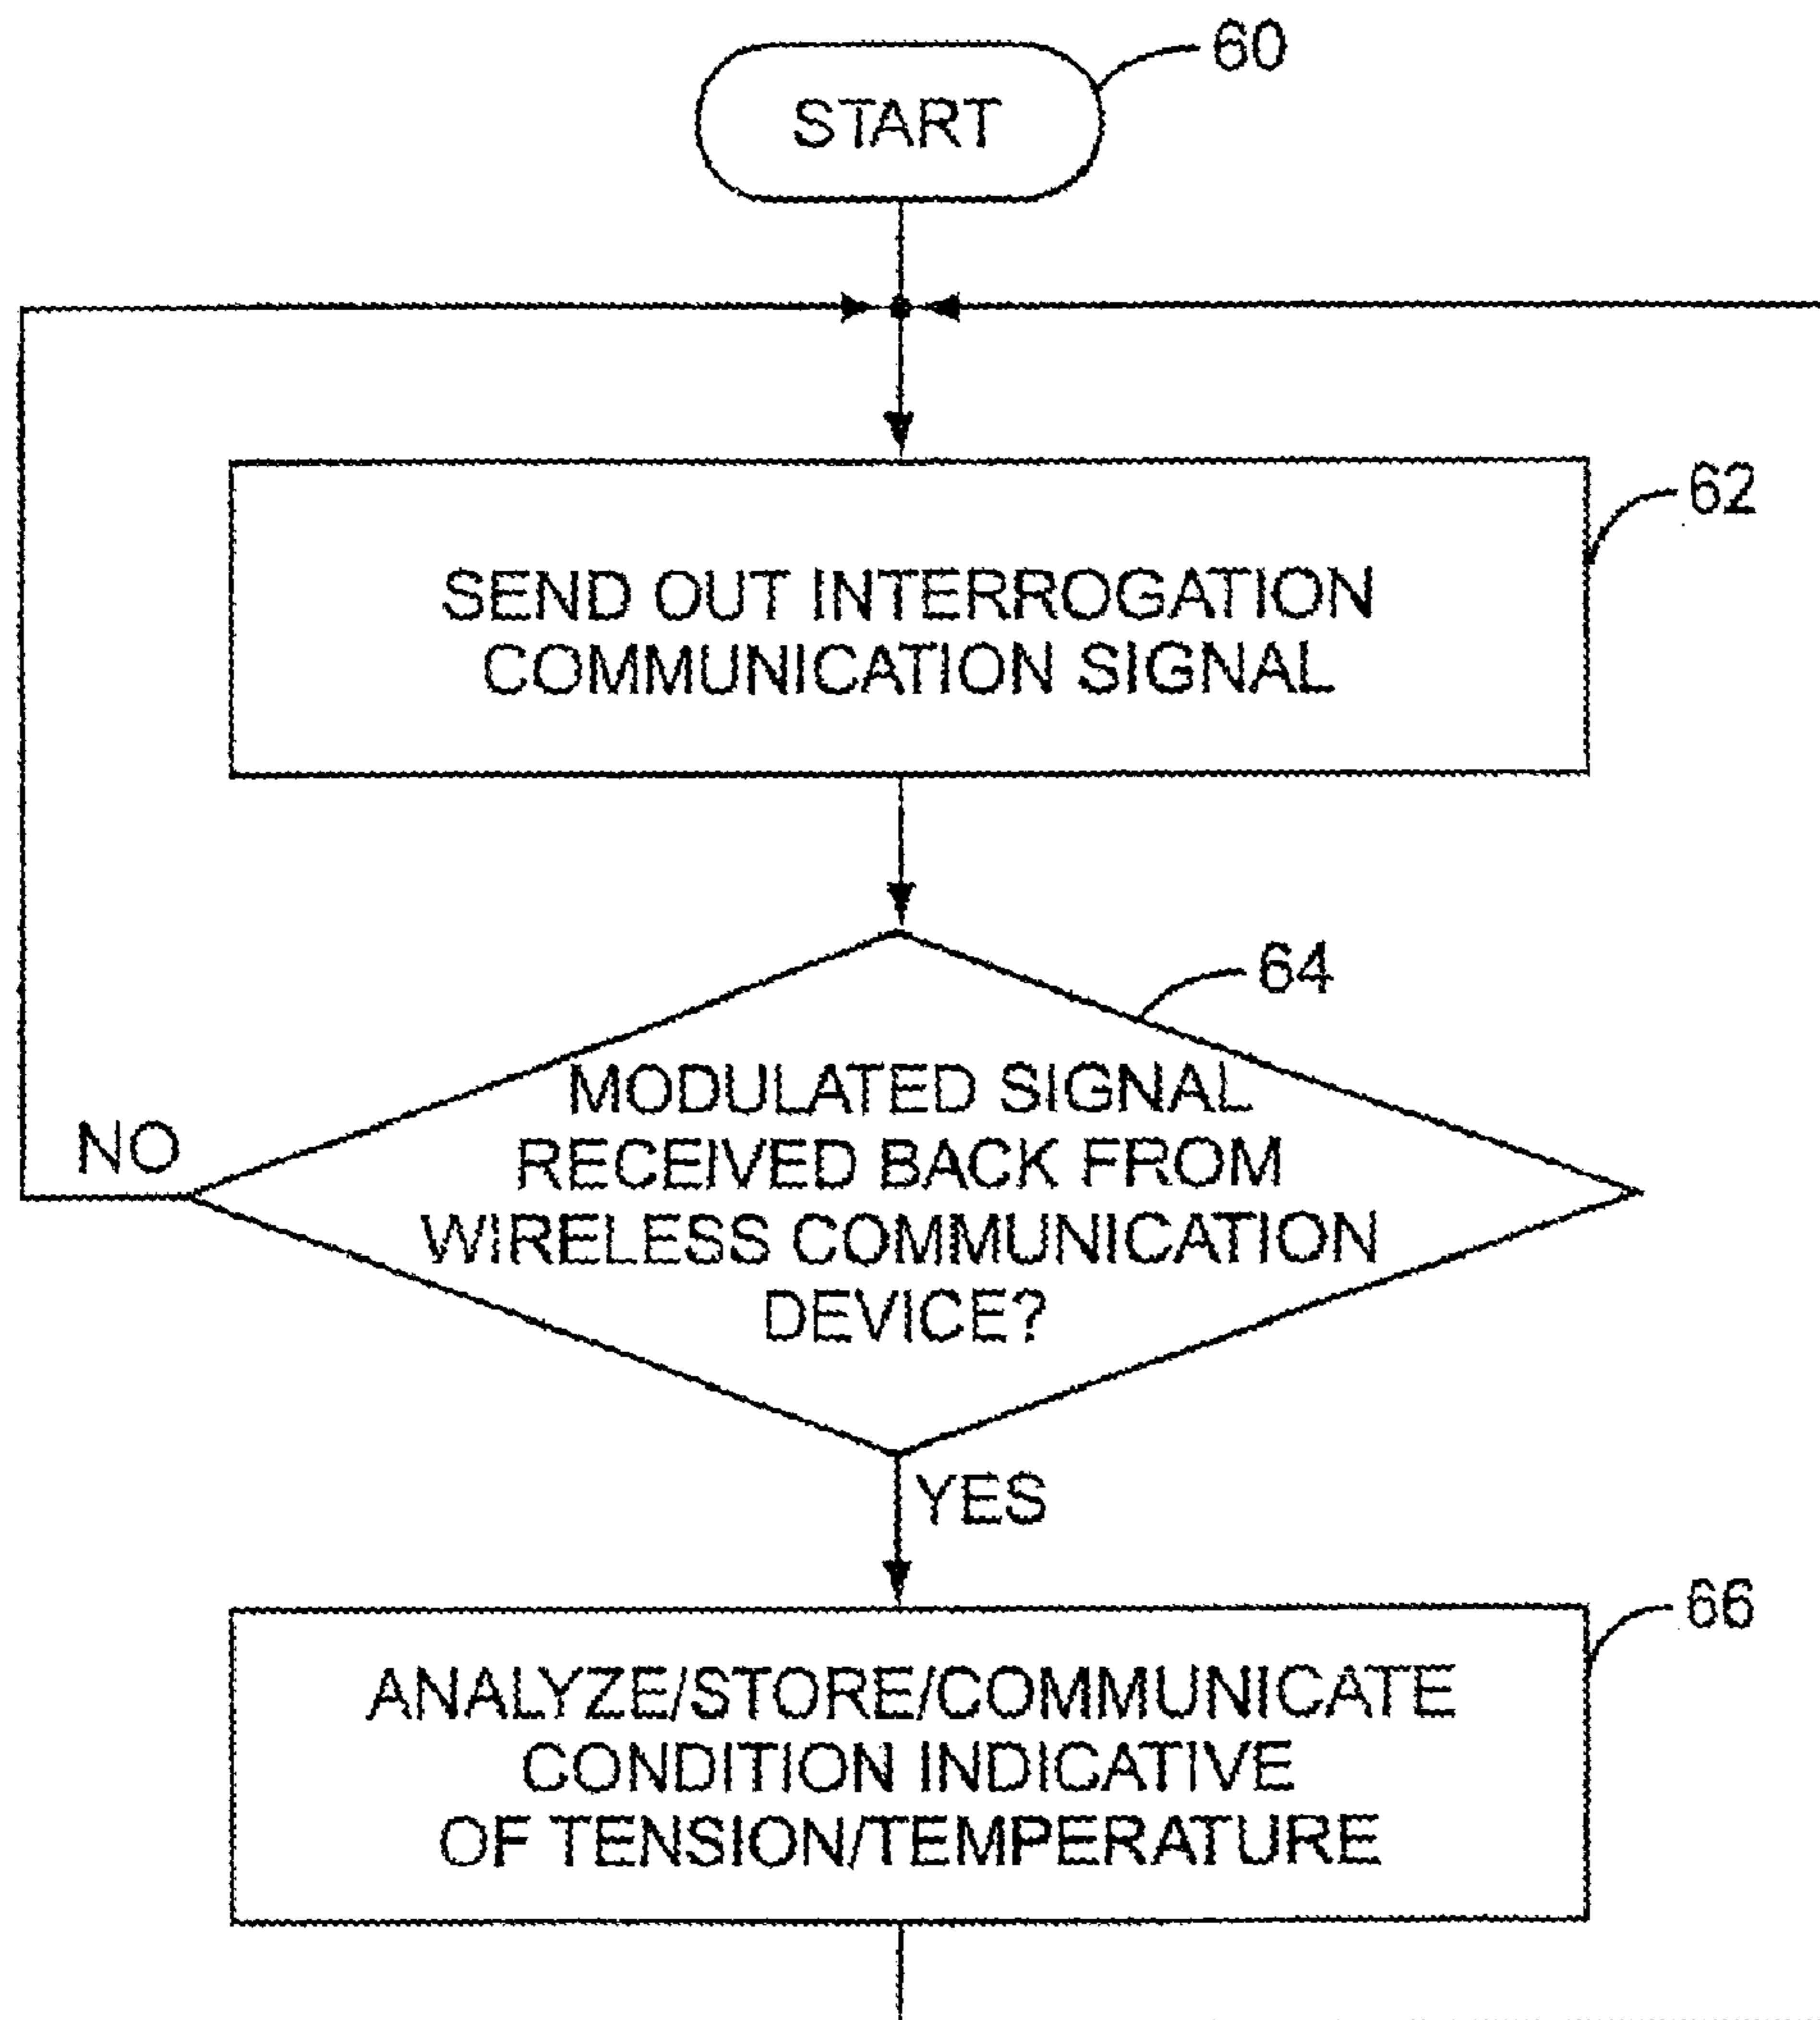 60
START
62
SEND OUT INTERROGATION
COMMUNICATION SIGNAL
64
MODULATED SIGNAL
RECEIVED BACK FROM
WIRELESS COMMUNICATION
DEVICE?
NO
YES
66
ANALYZE/STORE/COMMUNICATE
CONDITION INDICATIVE
OF TENSION/TEMPERATURE